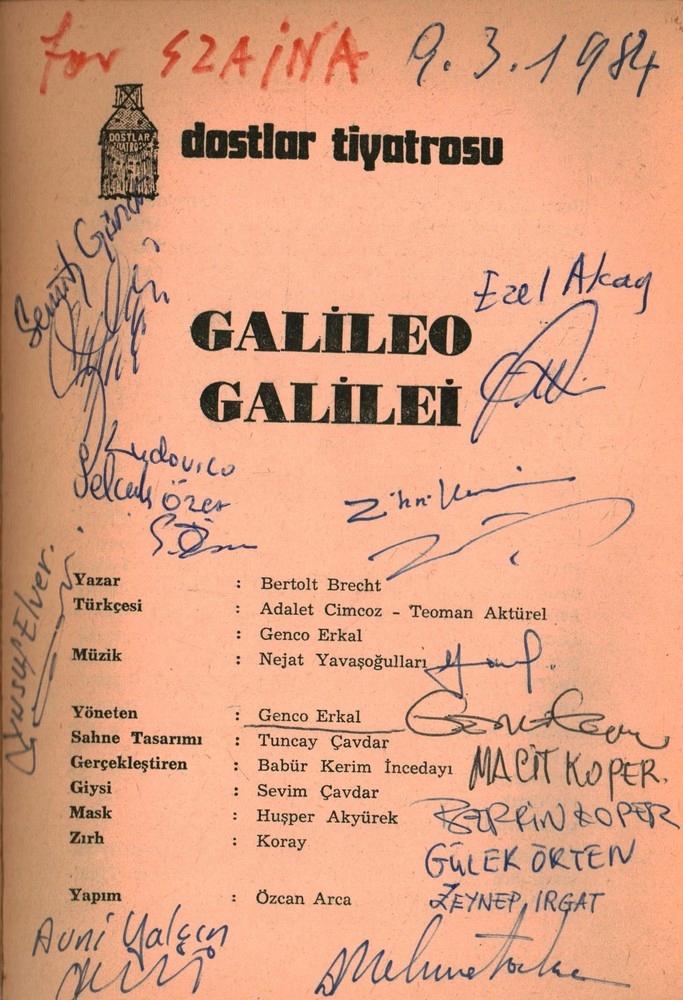 for SZAJNA 9.3.1984
DOSTLAR
dostlar tiyatrosu
Ezel Akay
GALİLEO
GALİLEİ
Ludovico
Selçuk Özer
Yusuf Elver.
Yazar : Bertolt Brecht
Türkçesi : Adalet Cimcoz - Teoman Aktürel
: Genco Erkal
Müzik : Nejat Yavaşoğulları
Yöneten : Genco Erkal
Sahne Tasarımı : Tuncay Çavdar
Gerçekleştiren : Babür Kerim İncedayı
MACİT KOPER.
Giysi : Sevim Çavdar
Mask : Huşper Akyürek
BERRİN KOPER
Zırh : Koray
GÜLEK ÖRTEN
Yapım : Özcan Arca
ZEYNEP IRGAT
Avni Yalçın